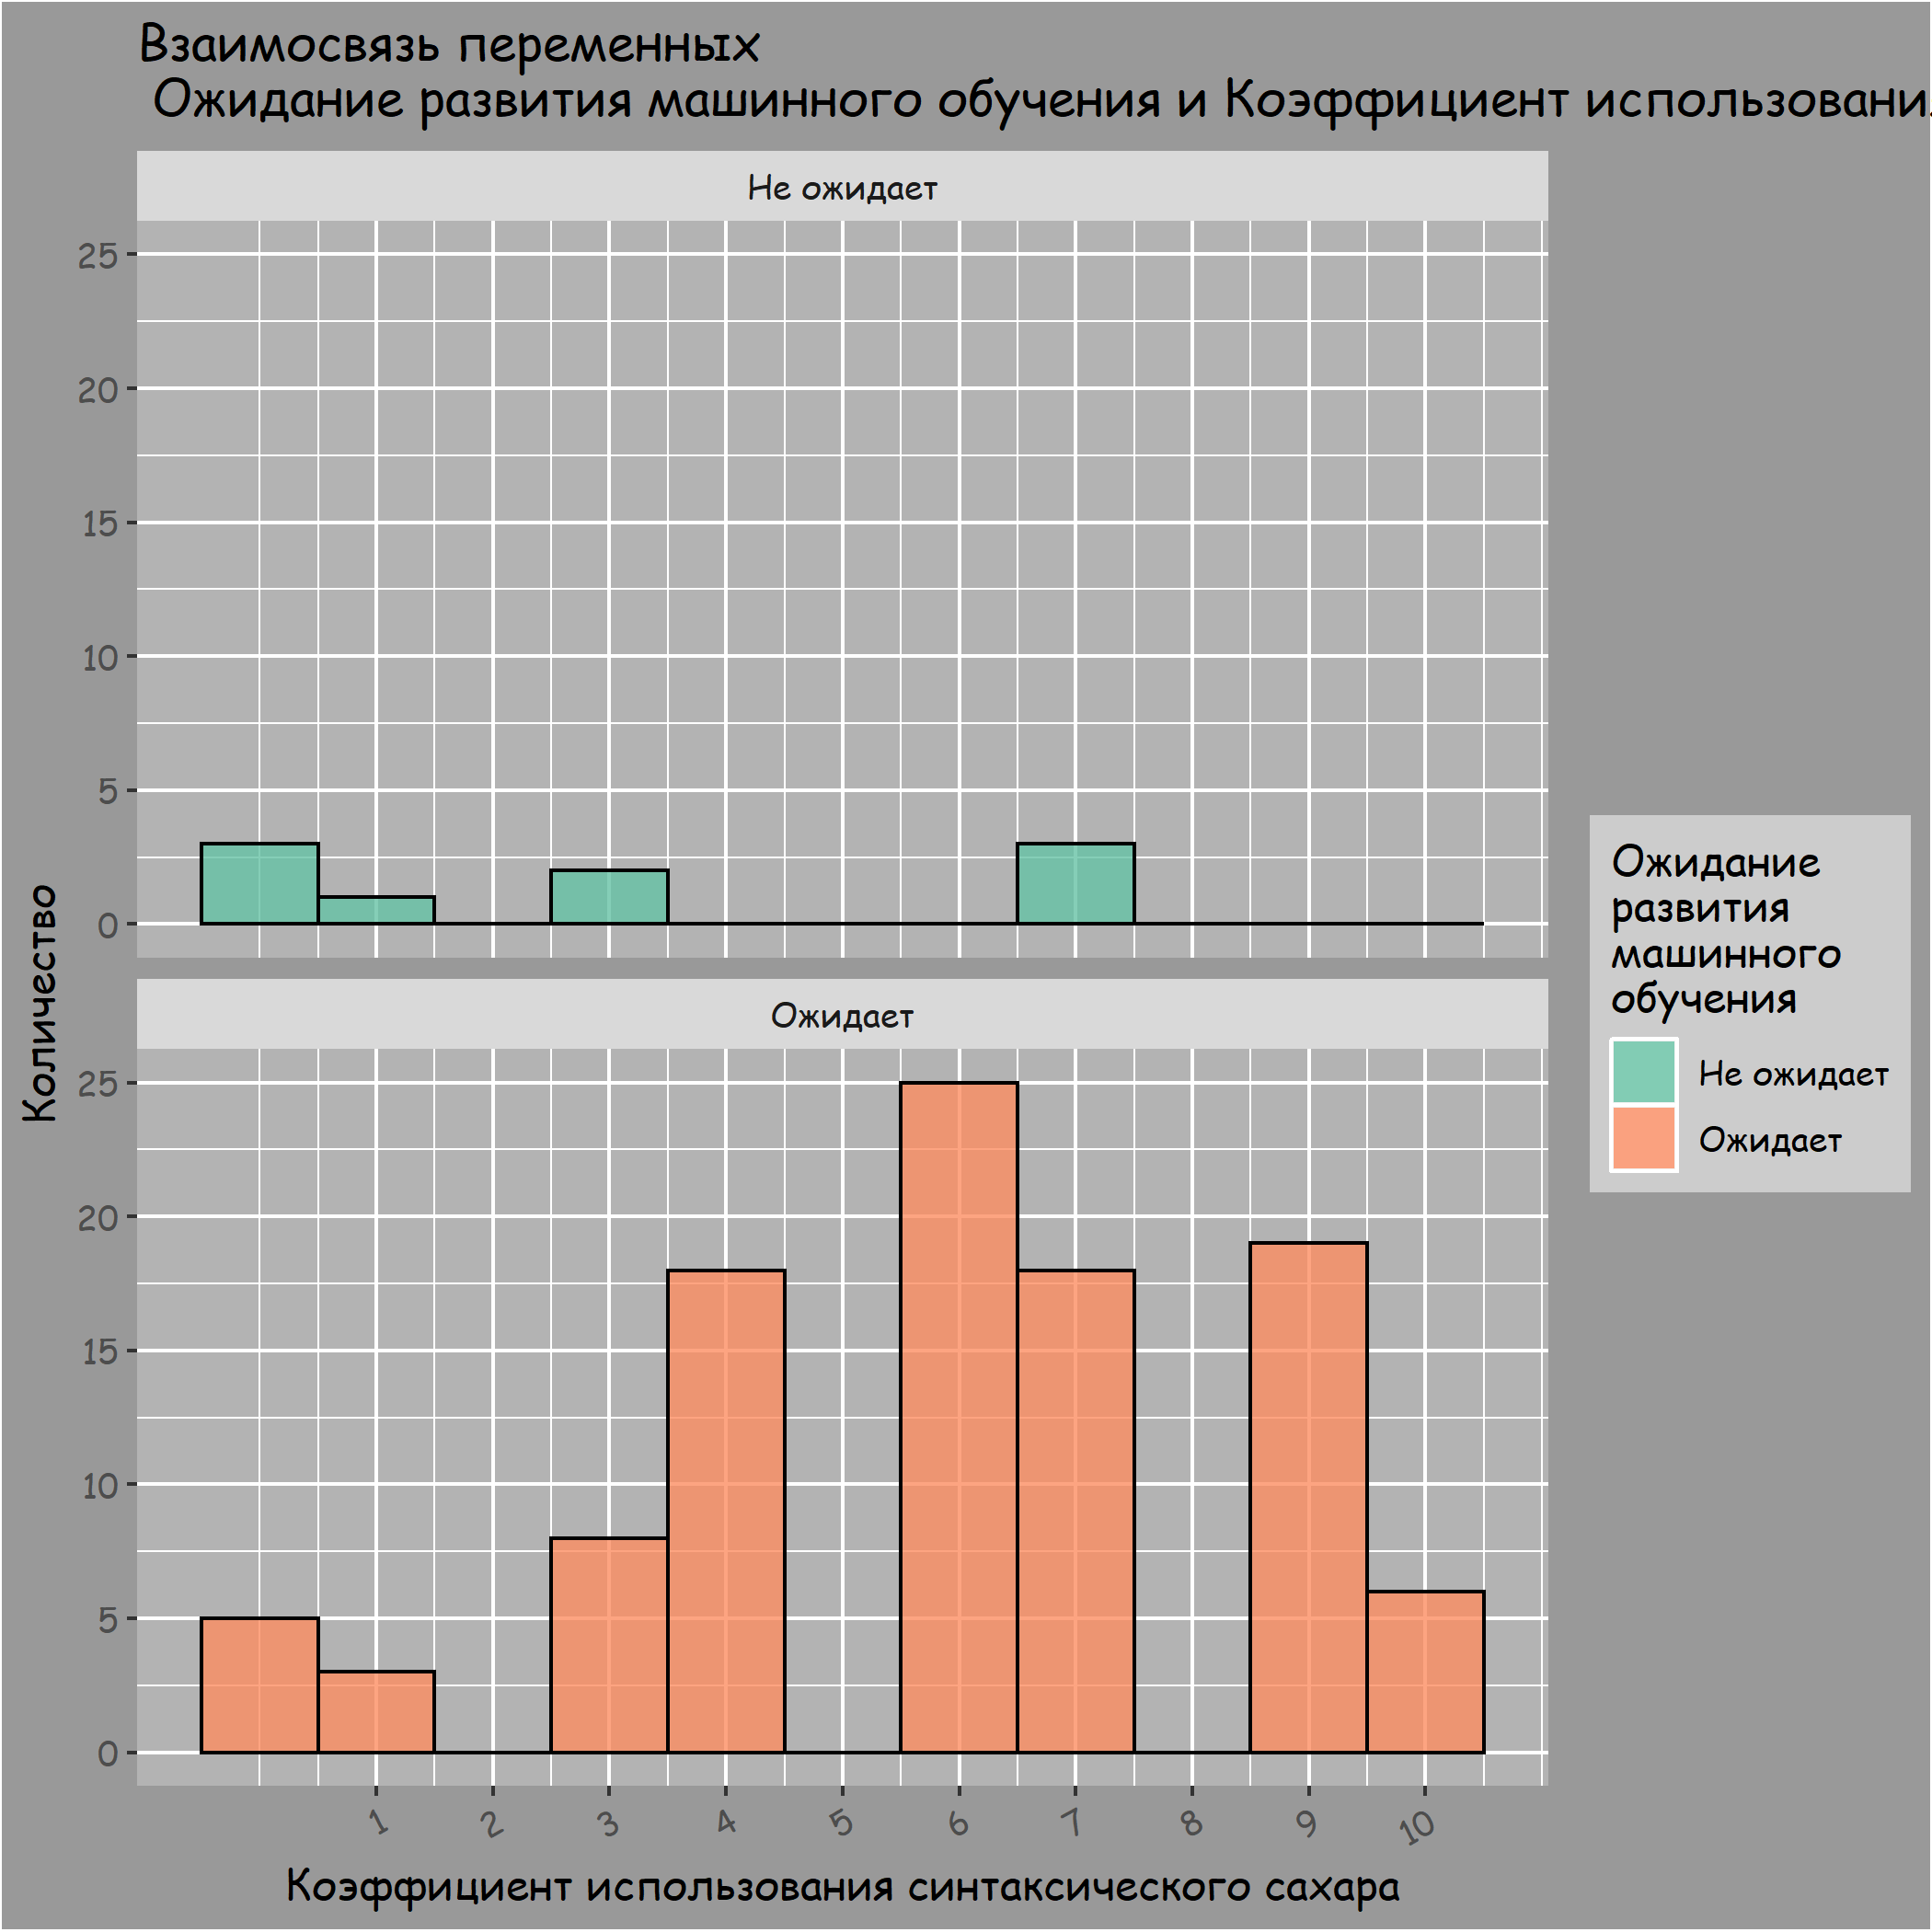 Взаимосвязь переменных
Ожидание развития машинного обучения и Коэффициент
Не ожидает
25
20
15
10
5
0
Ожидает
25
20
15
10
5
0
Количество
1 2 3 4 5 6 7 8 9 10
Коэффициент использования синтаксического сахара
Ожидание
развития
машинного
обучения
Не ожидает
Ожидает